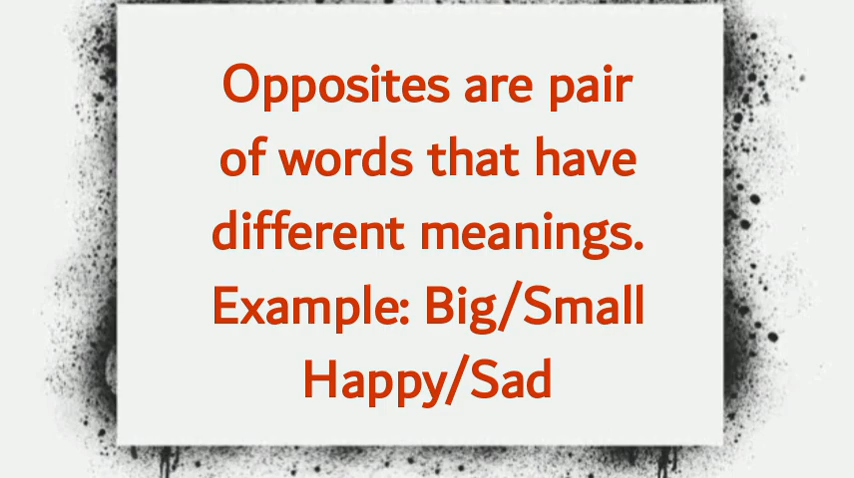 Opposites are pair
of words that have
different meanings.
Example: Big/Small
Happy/Sad